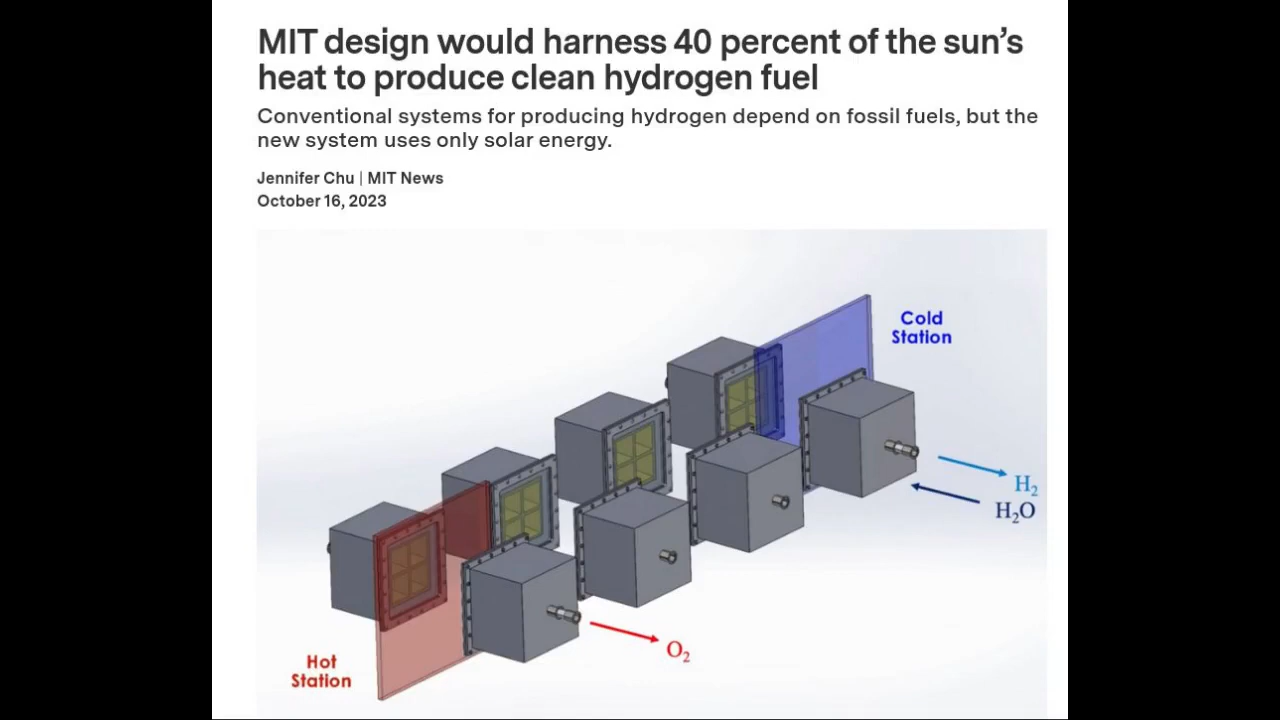 MIT design would harness 40 percent of the sun's
heat to produce clean hydrogen fuel
Conventional systems for producing hydrogen depend on fossil fuels, but the
new system uses only solar energy.
Jennifer Chu | MIT News
October 16, 2023
Cold
Station
H₂
H₂O
O₂
Hot
Station